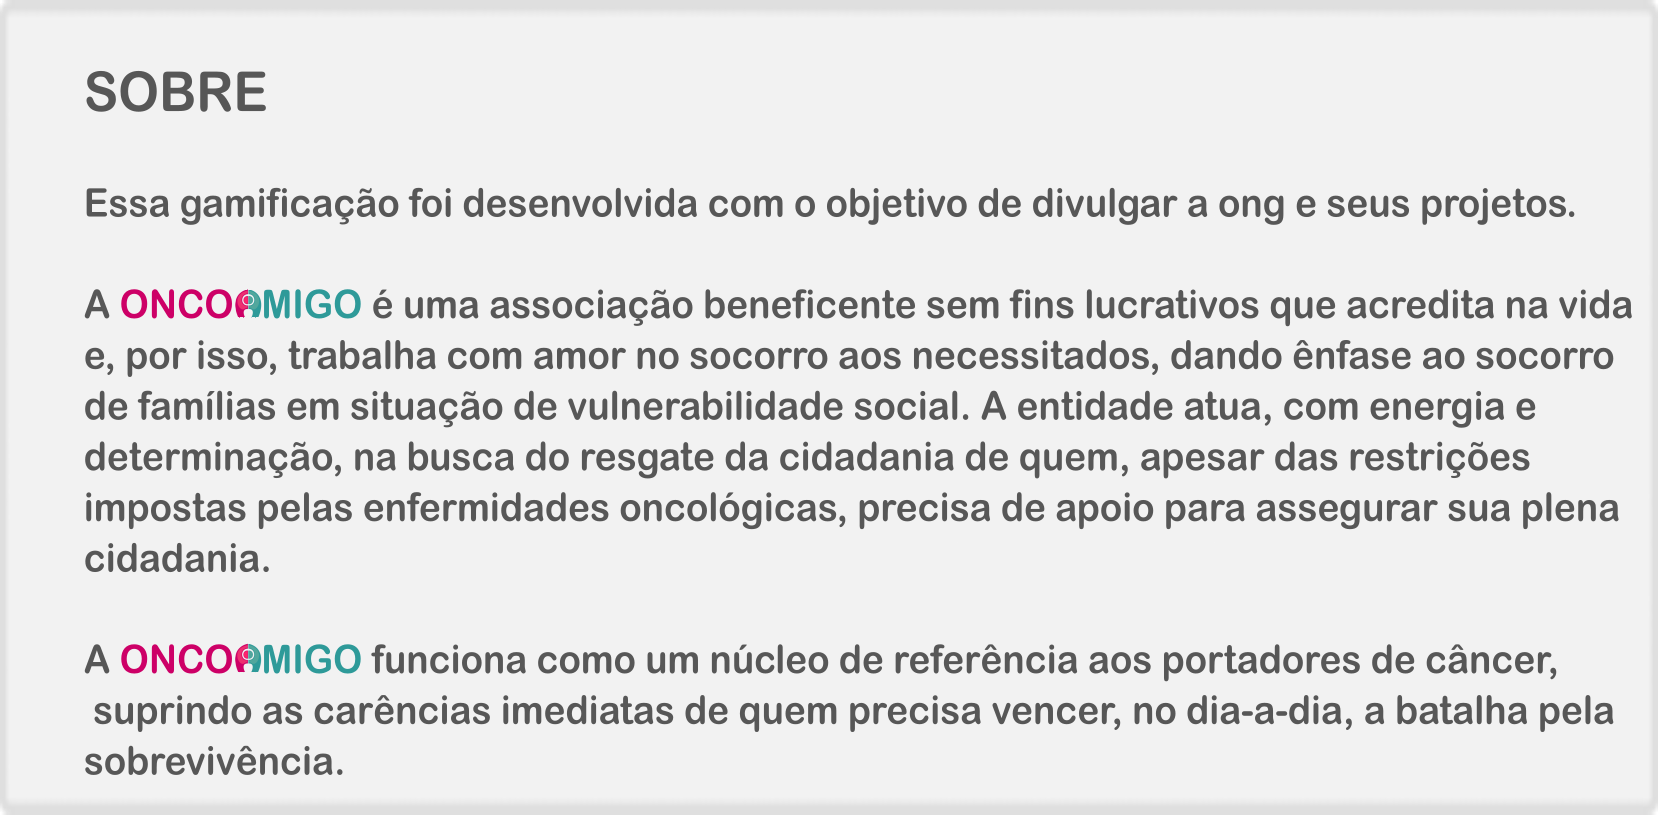 SOBRE
Essa gamificação foi desenvolvida com o objetivo de divulgar a ong e seus projetos.
A ONCOAMIGO é uma associação beneficente sem fins lucrativos que acredita na vida
e, por isso, trabalha com amor no socorro aos necessitados, dando ênfase ao socorro
de famílias em situação de vulnerabilidade social. A entidade atua, com energia e
determinação, na busca do resgate da cidadania de quem, apesar das restrições
impostas pelas enfermidades oncológicas, precisa de apoio para assegurar sua plena
cidadania.
A ONCOAMIGO funciona como um núcleo de referência aos portadores de câncer,
suprindo as carências imediatas de quem precisa vencer, no dia-a-dia, a batalha pela
sobrevivência.